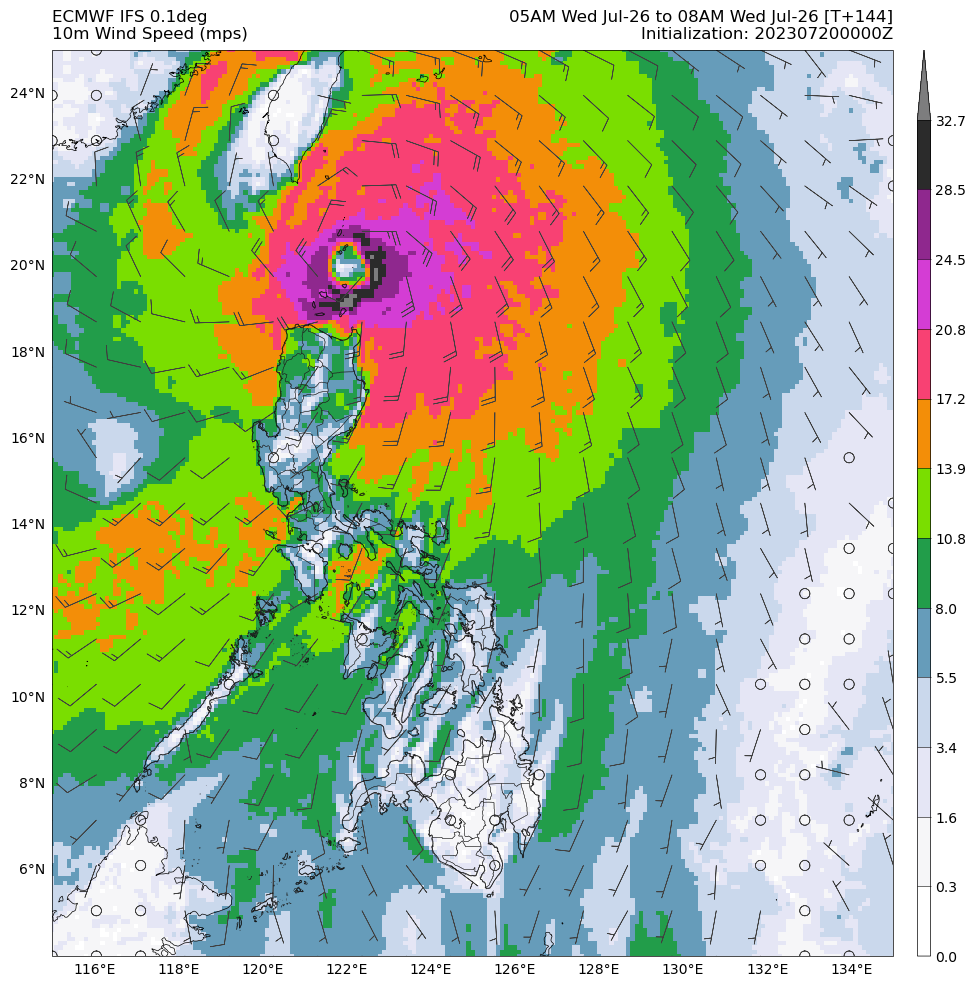 ECMWF IFS 0.1deg
05AM Wed Jul-26 to 08AM Wed Jul-26 [T+144]
10m Wind Speed (mps)
Initialization: 202307200000Z
24°N
22°N
20°N
18°N
16°N
14°N
12°N
10°N
8°N
6°N
116°E
118°E
120°E
122°E
124°E
126°E
128°E
130°E
132°E
134°E
32.7
28.5
24.5
20.8
17.2
13.9
10.8
8.0
5.5
3.4
1.6
0.3
0.0